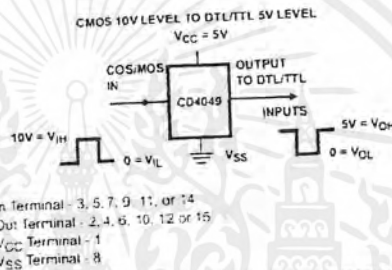 CMOS 10V LEVEL TO DTL/TTL 5V LEVEL
VCC = 5V
COS/MOS
IN
CD4049
OUTPUT
TO DTL/TTL
INPUTS
10V = VIH
0 = VIL
VSS
5V = VOH
0 = VOL
In Terminal - 3, 5, 7, 9, 11, or 14
Out Terminal - 2, 4, 6, 10, 12 or 15
VCC Terminal - 1
VSS Terminal - 8